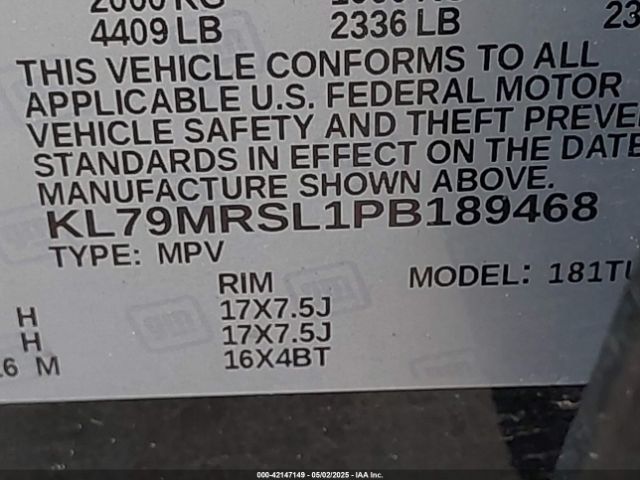 4409 LB 2336 LB
THIS VEHICLE CONFORMS TO ALL
APPLICABLE U.S. FEDERAL MOTOR
VEHICLE SAFETY AND THEFT PREVE
STANDARDS IN EFFECT ON THE DATE
MANUFACTURE SHOWN ABOVE.
KL79MRSL1PB189468
TYPE: MPV
RIM MODEL: 181TU
H 17X7.5J
H 17X7.5J
M 16X4BT
000-42147149 - 05/02/2025 - IAA Inc.